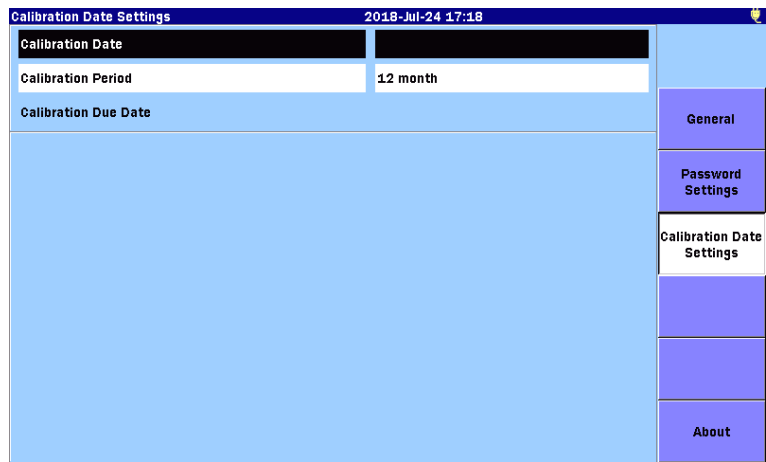 Calibration Date Settings 2018-Jul-24 17:18
Calibration Date
Calibration Period 12 month
Calibration Due Date
General
Password
Settings
Calibration Date
Settings
About